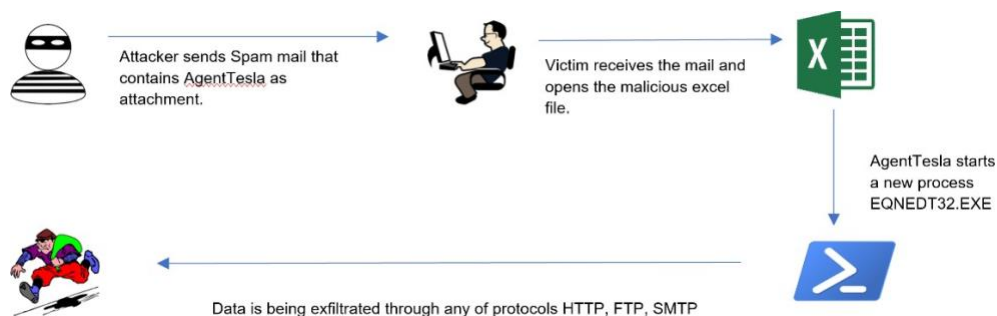 Attacker sends Spam mail that
contains AgentTesla as
attachment.
Victim receives the mail and
opens the malicious excel
file.
X
AgentTesla starts
a new process
EQNEDT32.EXE
Data is being exfiltrated through any of protocols HTTP, FTP, SMTP